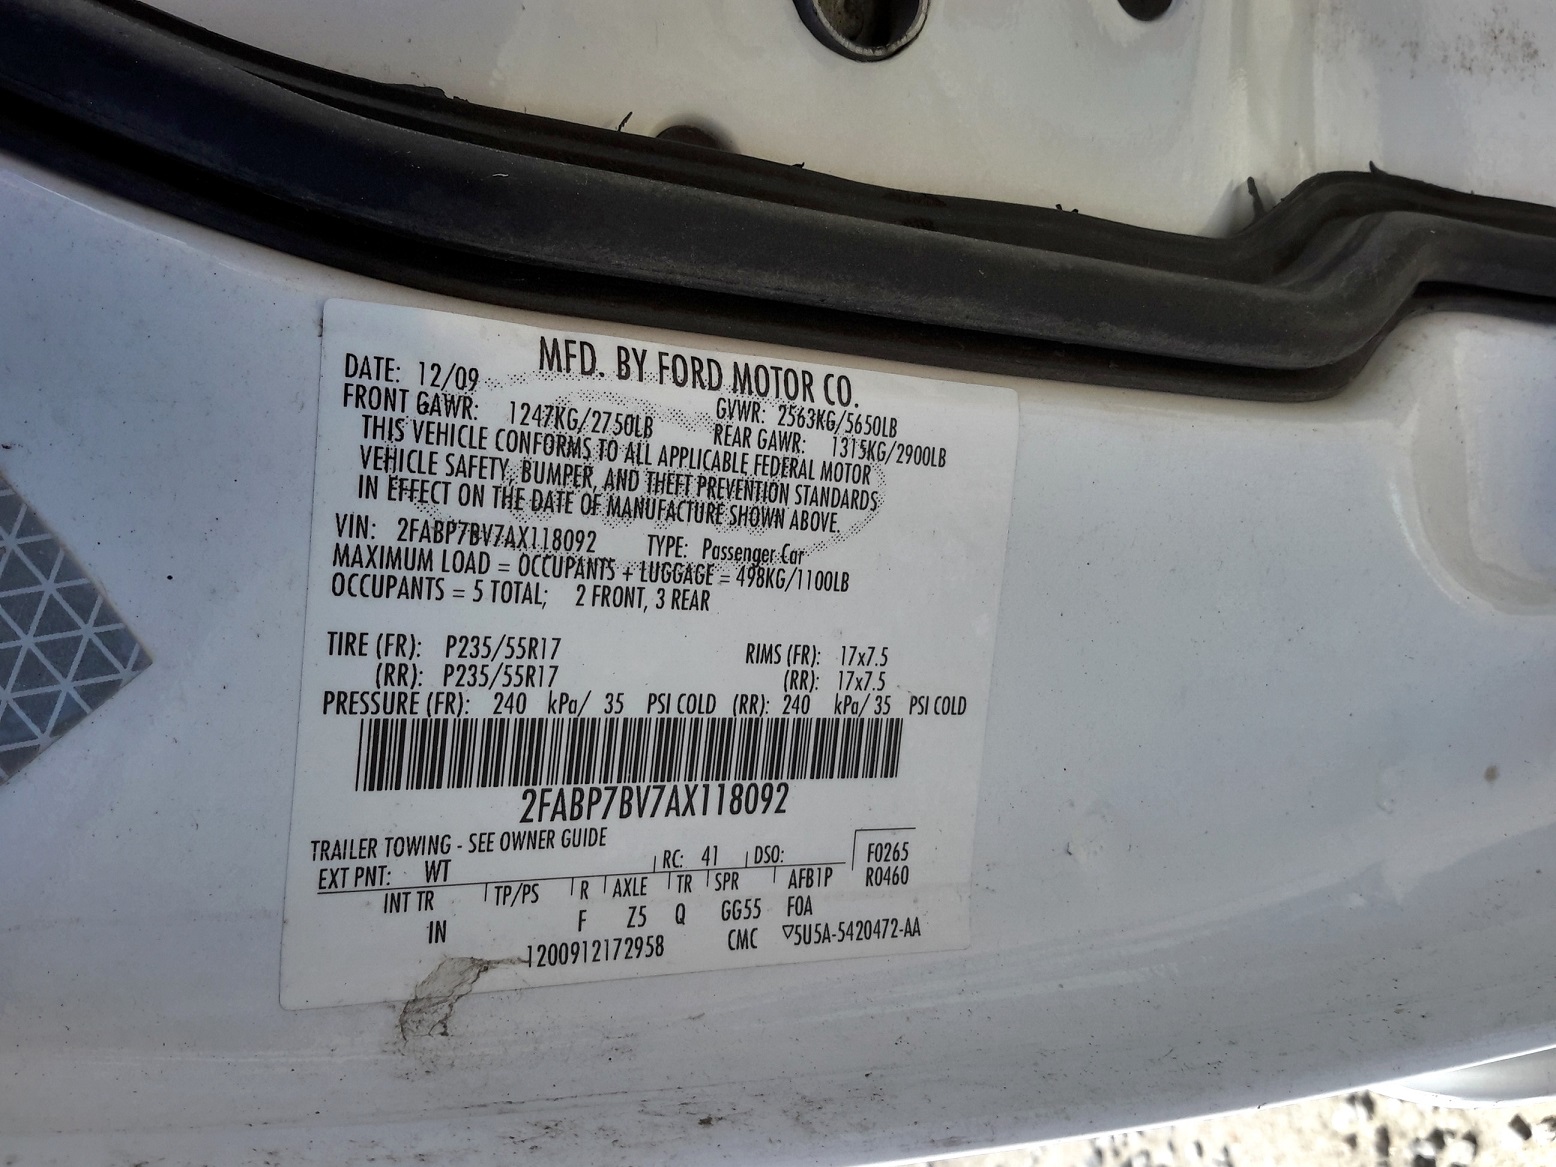 MFD. BY FORD MOTOR CO.
DATE: 12/09 GVWR: 2563KG/5650LB
FRONT GAWR: 1247KG/2750LB REAR GAWR: 1315KG/2900LB
THIS VEHICLE CONFORMS TO ALL APPLICABLE FEDERAL MOTOR
VEHICLE SAFETY, BUMPER, AND THEFT PREVENTION STANDARDS
IN EFFECT ON THE DATE OF MANUFACTURE SHOWN ABOVE.
VIN: 2FABP7BV7AX118092 TYPE: Passenger Car
MAXIMUM LOAD = OCCUPANTS + LUGGAGE = 498KG/1100LB
OCCUPANTS = 5 TOTAL; 2 FRONT, 3 REAR
TIRE (FR): P235/55R17 RIMS (FR): 17x7.5
(RR): P235/55R17 (RR): 17x7.5
PRESSURE (FR): 240 kPa/ 35 PSI COLD (RR): 240 kPa/ 35 PSI COLD
2FABP7BV7AX118092
TRAILER TOWING - SEE OWNER GUIDE
EXT PNT: WT RC: 41 DSO: F0265
INT TR TP/PS R AXLE TR SPR AFB1P R0460
IN F Z5 Q GG55 FOA
1200912172958 CMC ▽5U5A-5420472-AA